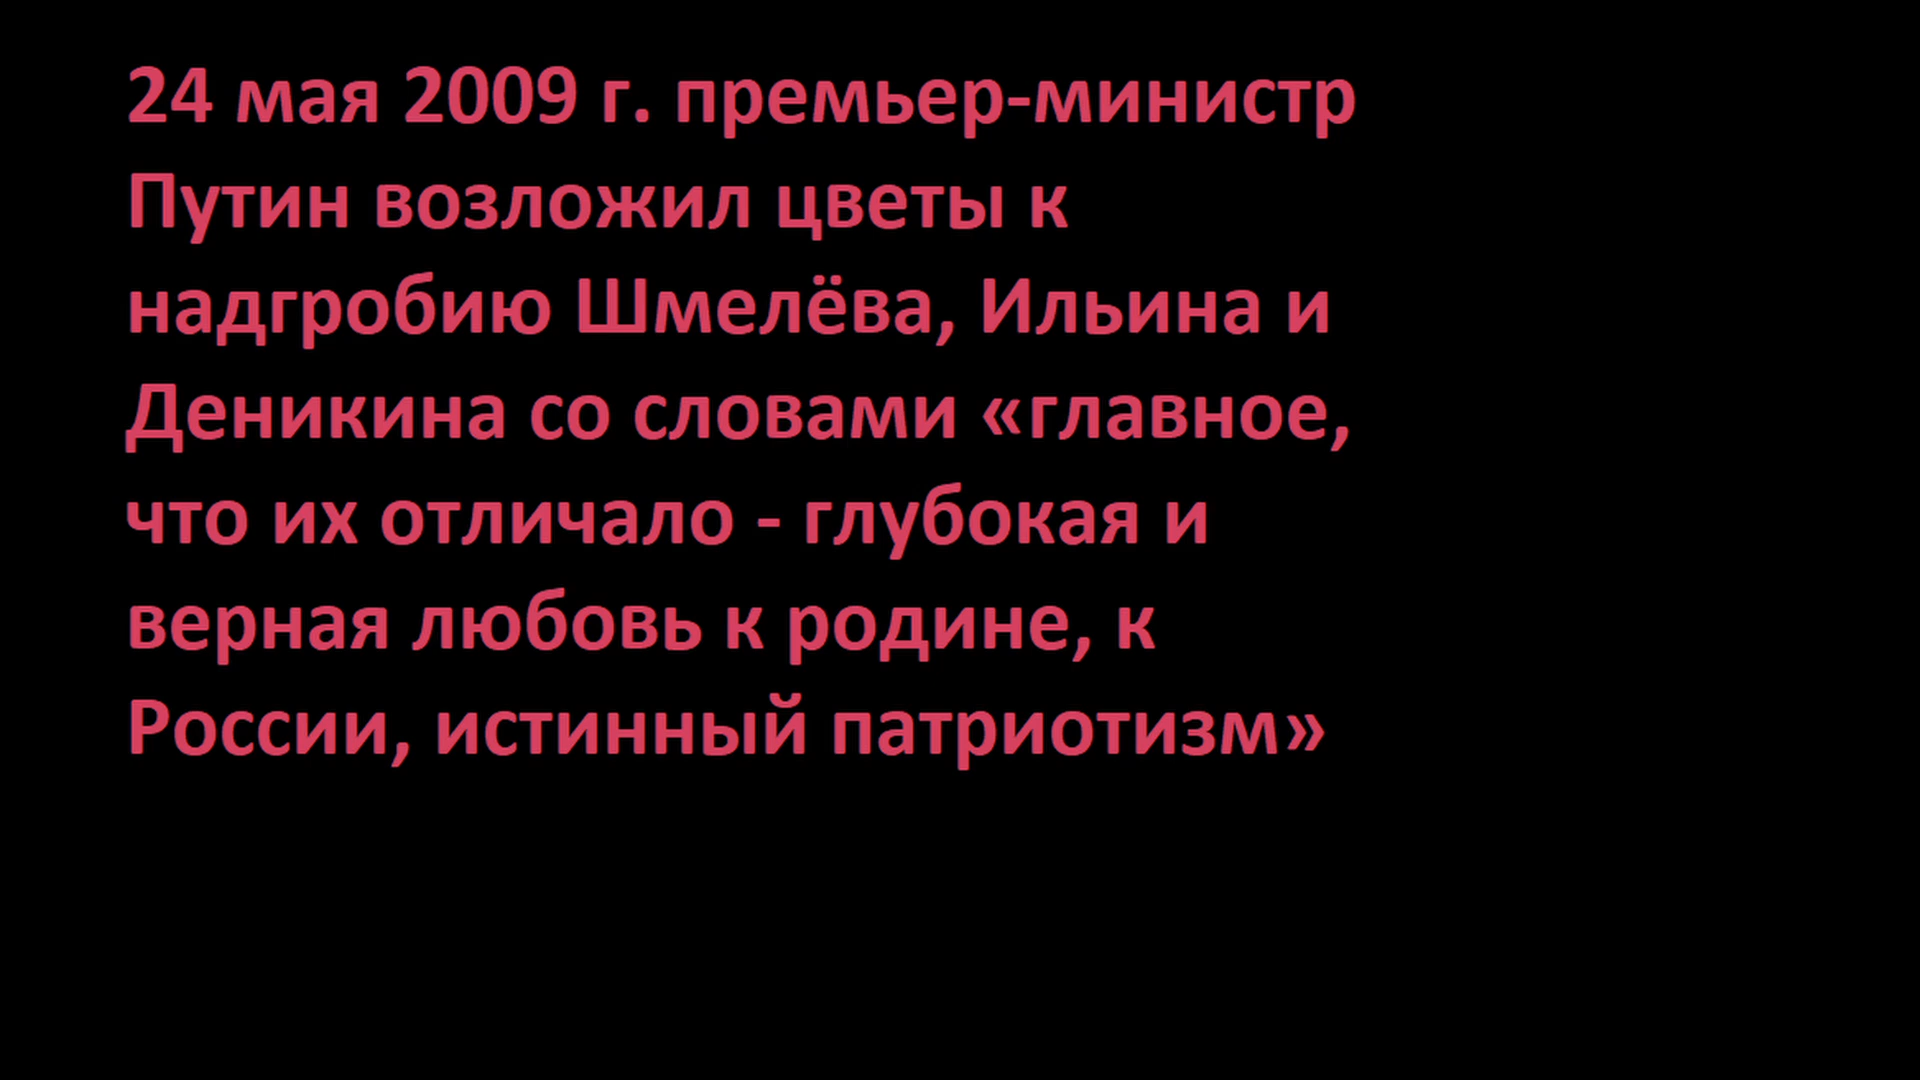 24 мая 2009 г. премьер-министр
Путин возложил цветы к
надгробию Шмелёва, Ильина и
Деникина со словами «главное,
что их отличало - глубокая и
верная любовь к родине, к
России, истинный патриотизм»